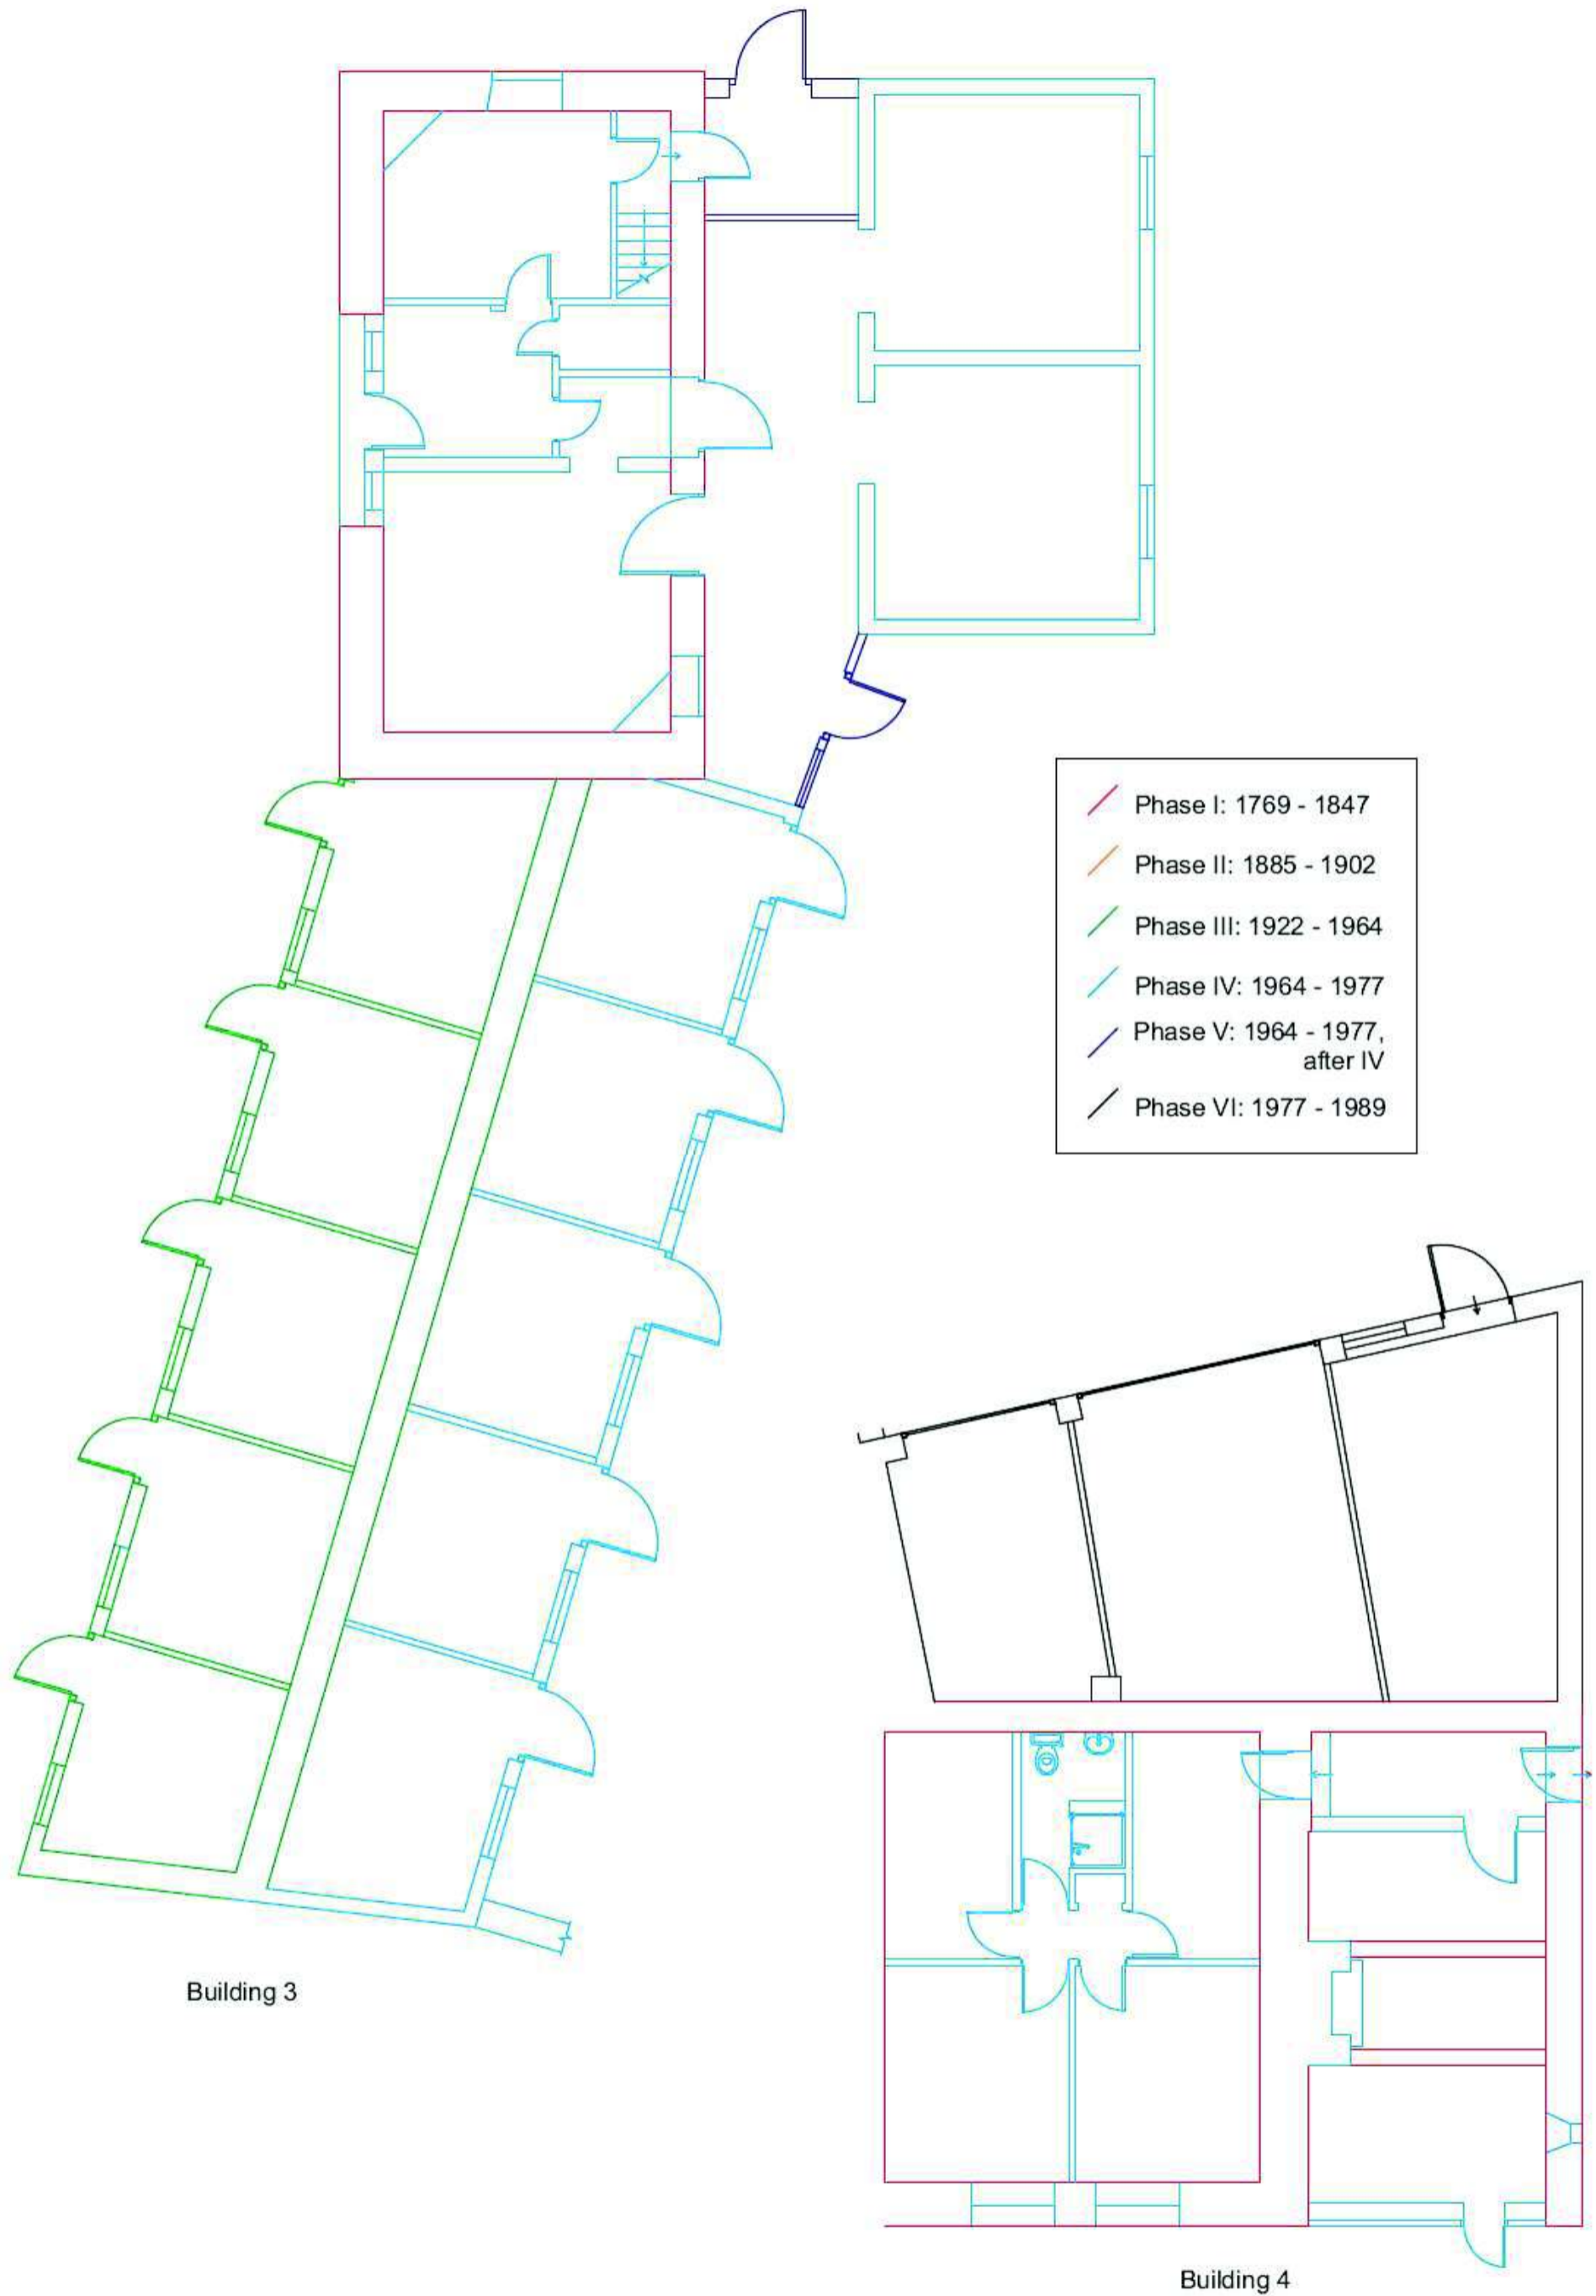 Phase I: 1769 - 1847
Phase II: 1885 - 1902
Phase III: 1922 - 1964
Phase IV: 1964 - 1977
Phase V: 1964 - 1977,
after IV
Phase VI: 1977 - 1989
Building 3
Building 4